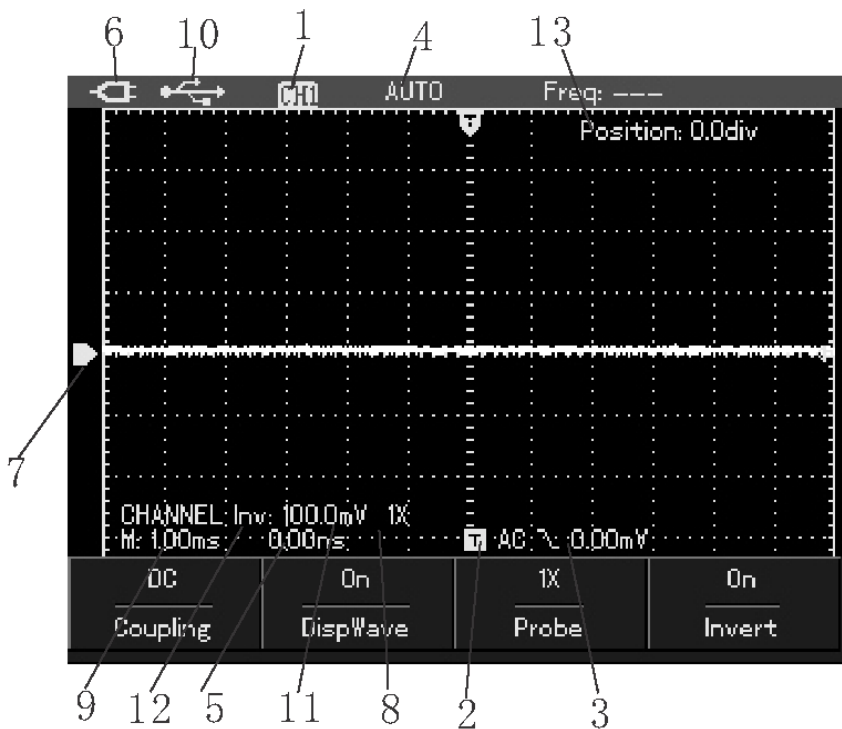 6 10 1 4 13
CH1 AUTO Freq: ---
T
Position: 0.0div
7
CHANNEL Inv: 100.0mV 1X
M: 1.00ms 0.00ns T AC 0.00mV
DC On 1X On
Coupling DispWave Probe Invert
9 12 5 11 8 2 3